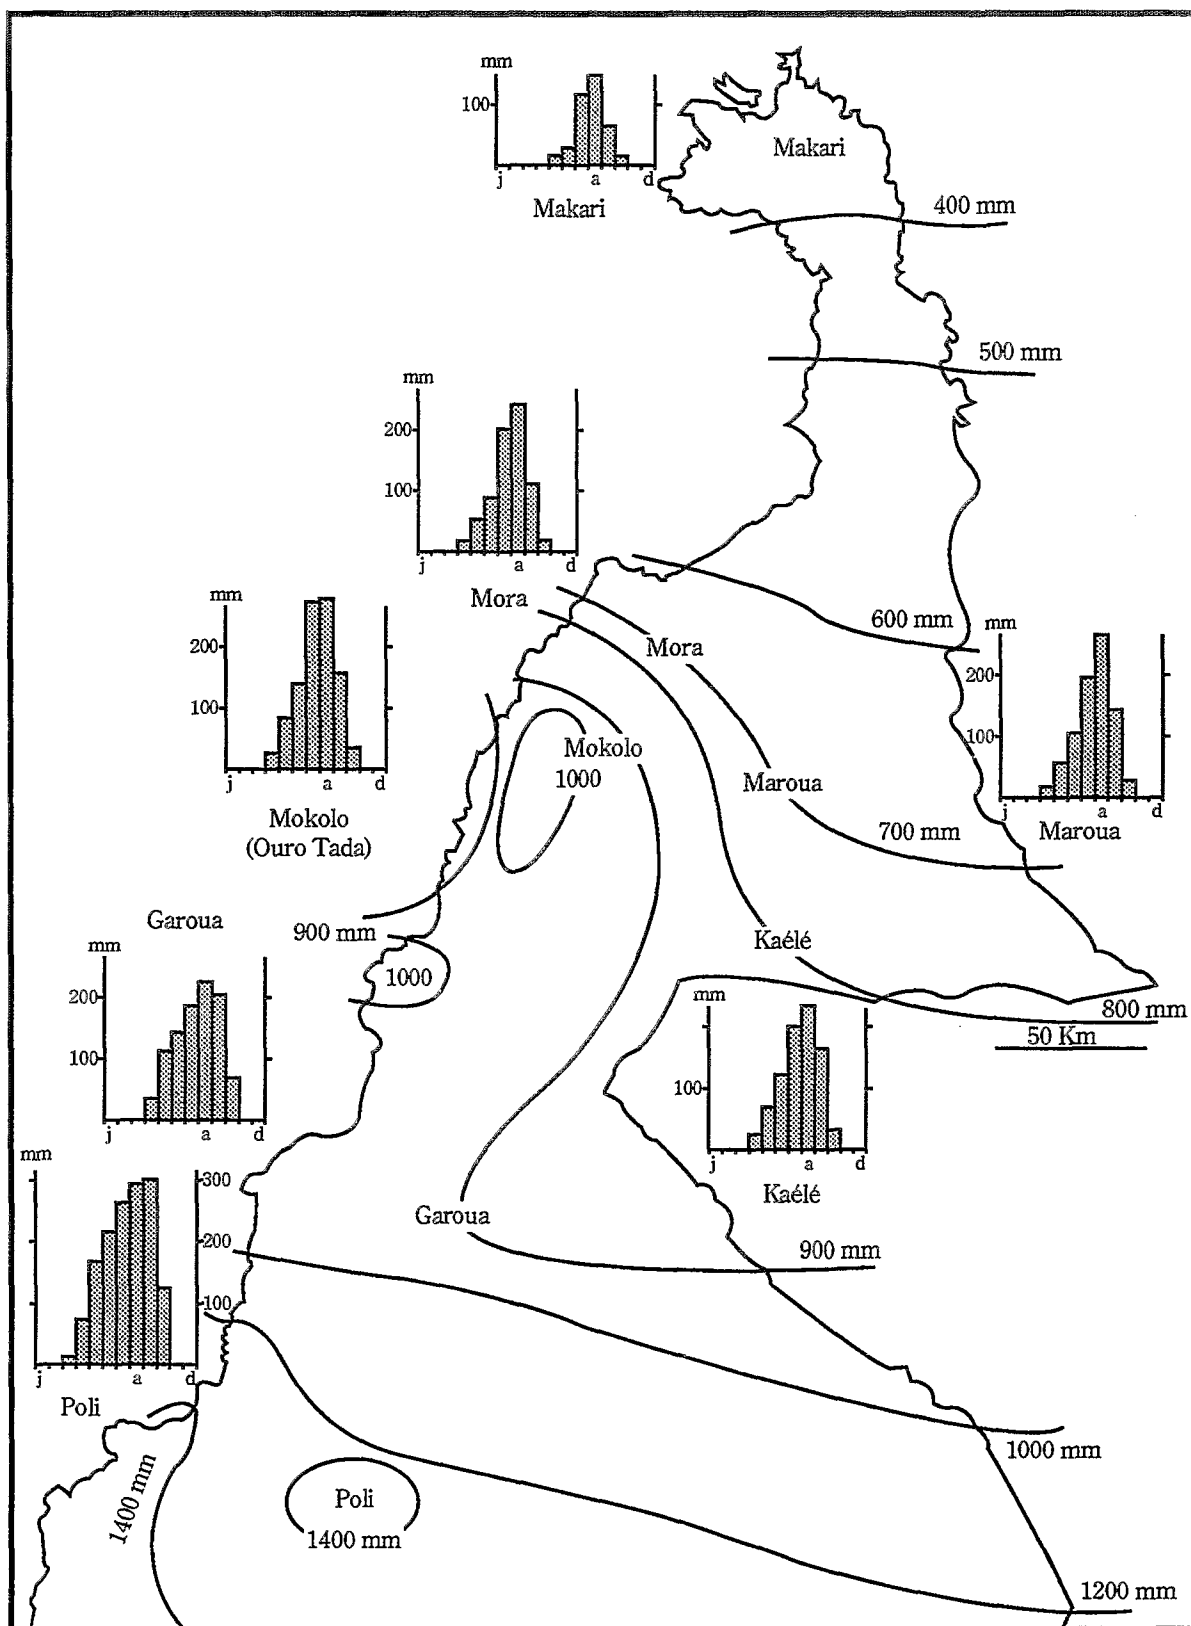 mm
100
j a d
Makari
Makari
400 mm
500 mm
mm
200
100
j a d
Mora
600 mm
Mora
mm
200
100
j a d
Mokolo
(Ouro Tada)
mm
200
100
j a d
Maroua
Mokolo
1000
Maroua
700 mm
Garoua
mm
200
100
j a d
900 mm
1000
Kaélé
800 mm
50 Km
mm
100
j a d
Kaélé
mm
300
200
100
j a d
Poli
Garoua
900 mm
1000 mm
1400 mm
Poli
1400 mm
1200 mm